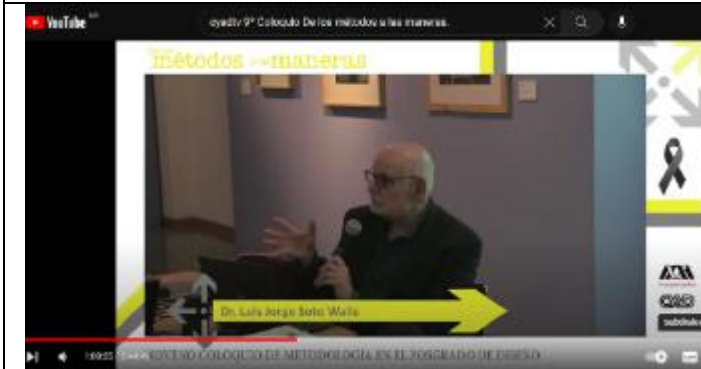 YouTube
cyadtv 9° Coloquio De los métodos a las maneras.
métodos maneras
Dr. Luis Jorge Soto Walls
NOVENO COLOQUIO DE METODOLOGÍA EN EL POSGRADO DE DISEÑO